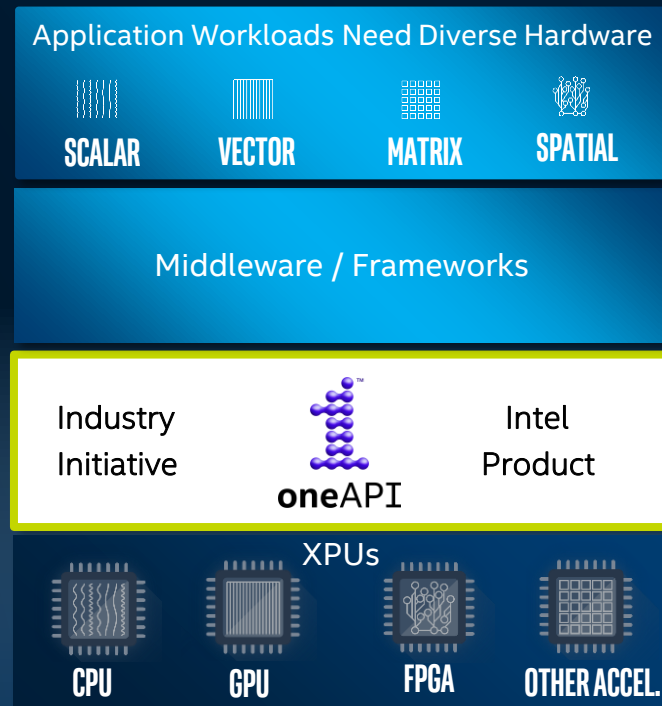 Application Workloads Need Diverse Hardware
SCALAR VECTOR MATRIX SPATIAL
Middleware / Frameworks
Industry Initiative
™
oneAPI
Intel Product
XPUs
CPU GPU FPGA OTHER ACCEL.